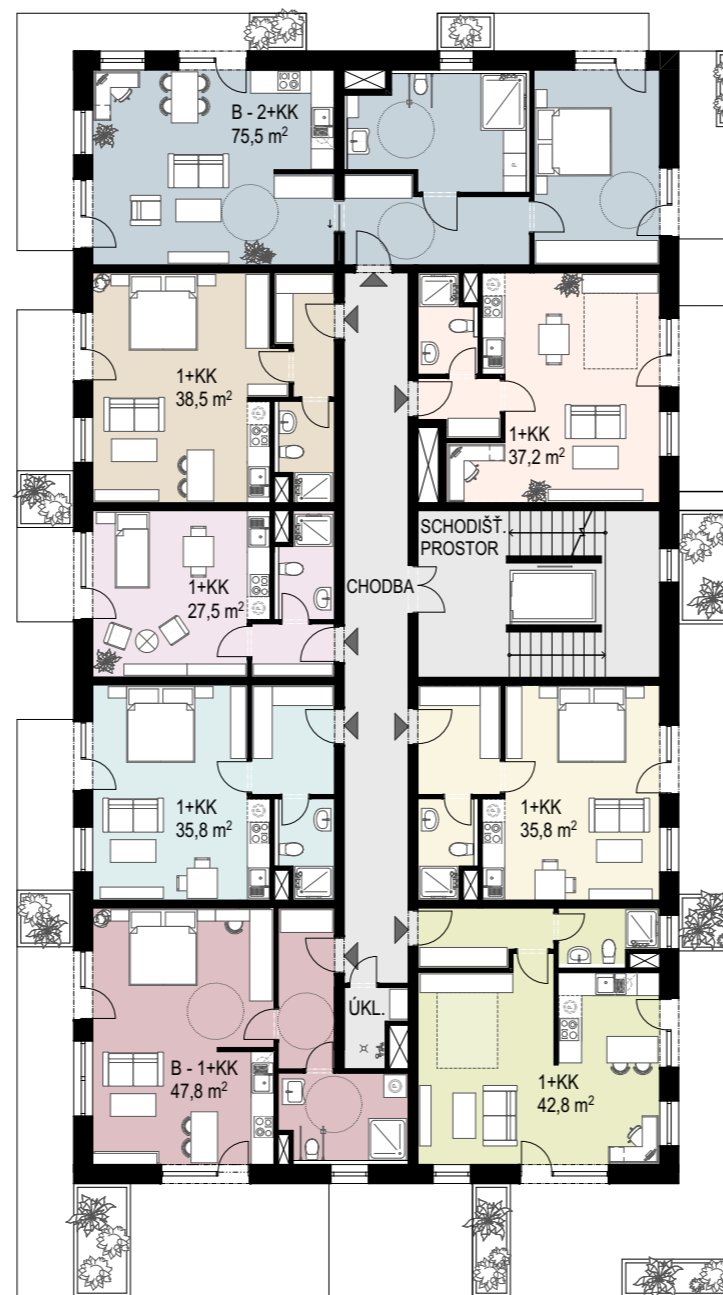 B - 2+KK
75,5 m²
1+KK
38,5 m²
1+KK
37,2 m²
SCHODIŠŤ.
PROSTOR
1+KK
27,5 m²
CHODBA
1+KK
35,8 m²
1+KK
35,8 m²
ÚKL.
B - 1+KK
47,8 m²
1+KK
42,8 m²